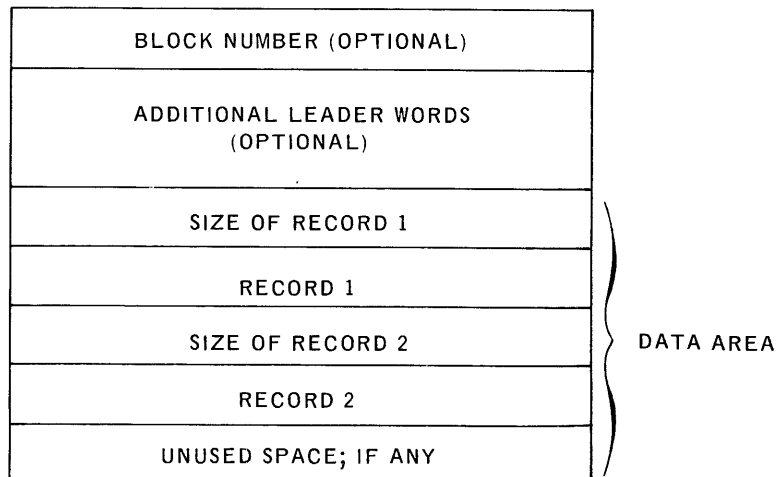 BLOCK NUMBER (OPTIONAL)
ADDITIONAL LEADER WORDS
(OPTIONAL)
SIZE OF RECORD 1
RECORD 1
SIZE OF RECORD 2
DATA AREA
RECORD 2
UNUSED SPACE; IF ANY